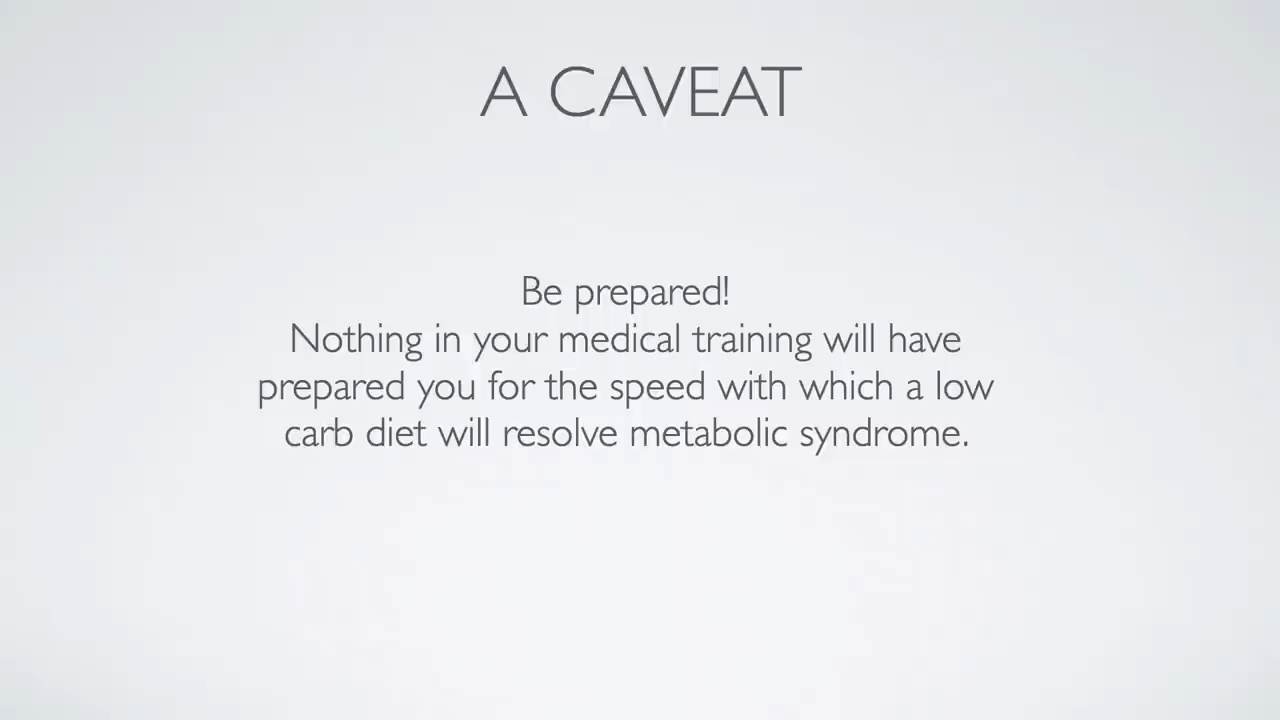 A CAVEAT
Be prepared!
Nothing in your medical training will have
prepared you for the speed with which a low
carb diet will resolve metabolic syndrome.